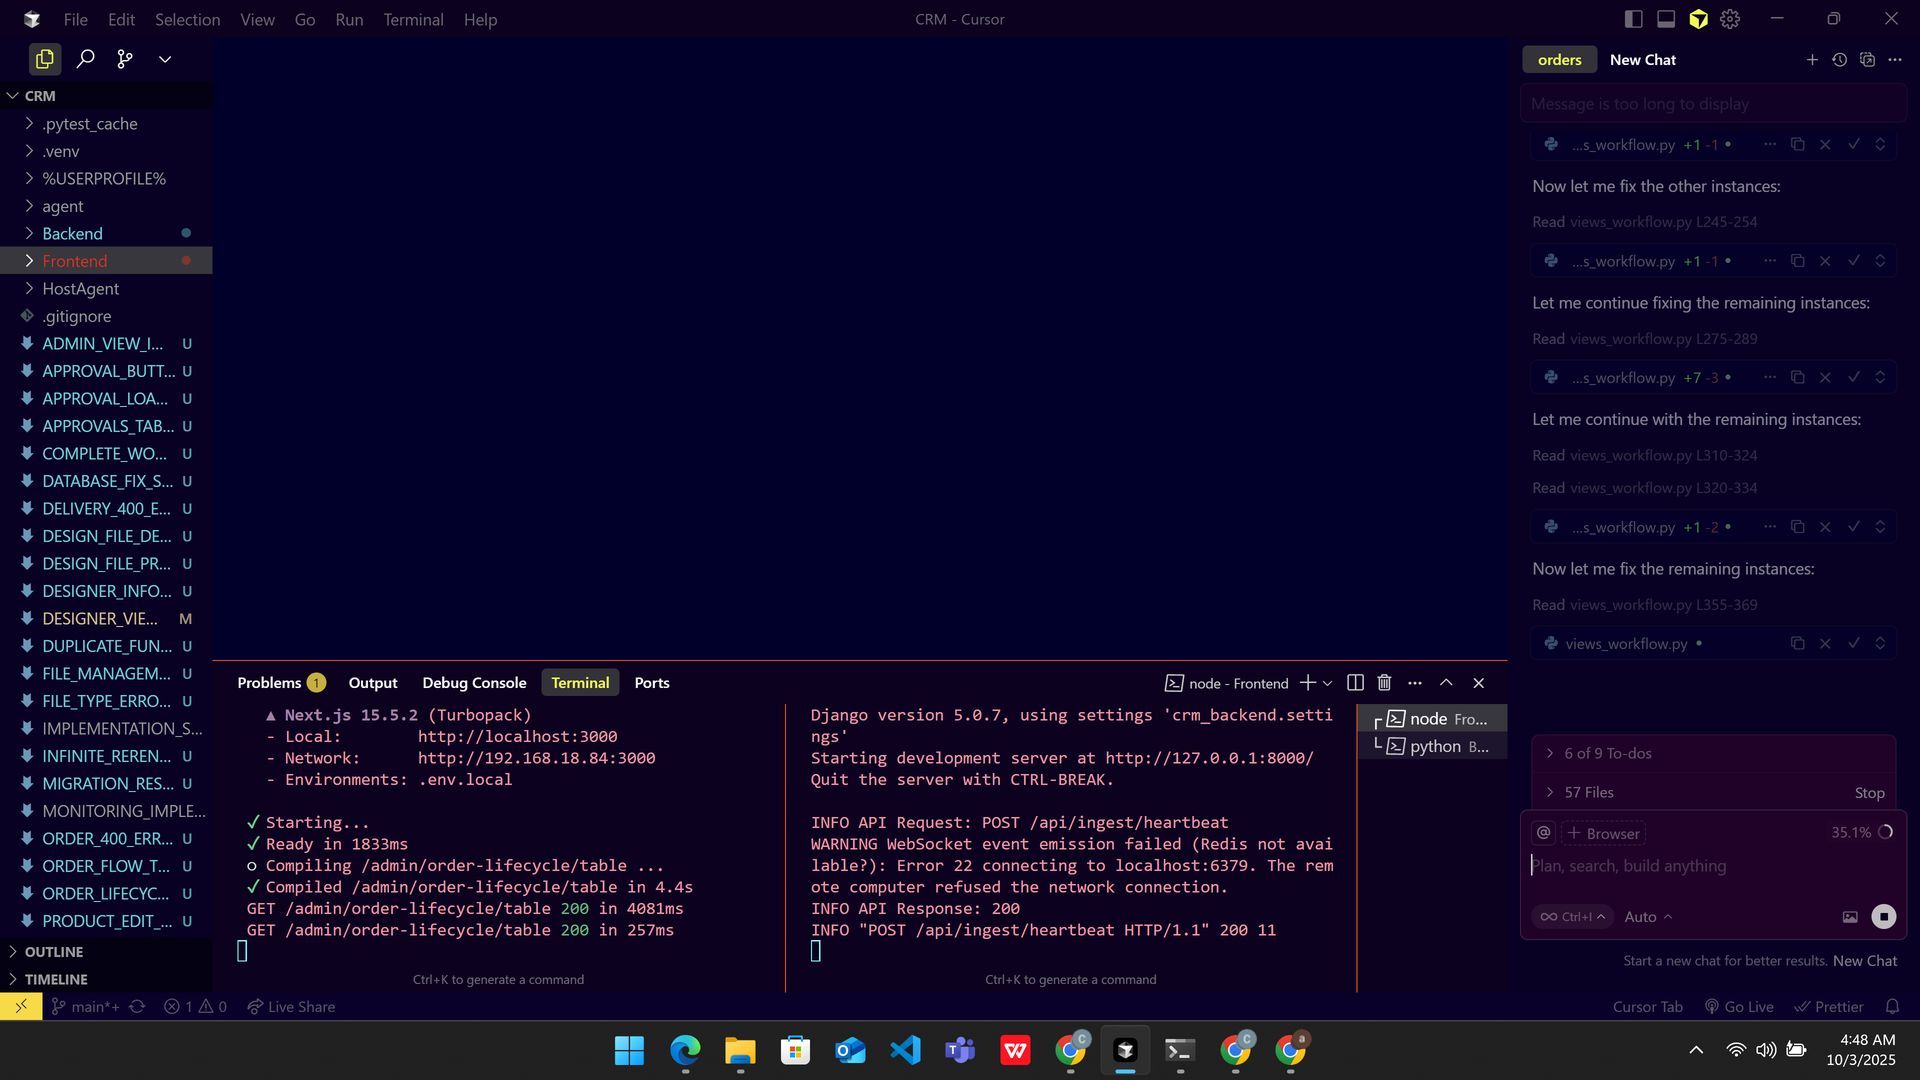 File Edit Selection View Go Run Terminal Help
CRM - Cursor
CRM
.pytest_cache
.venv
%USERPROFILE%
agent
Backend
Frontend
HostAgent
.gitignore
ADMIN_VIEW_I... U
APPROVAL_BUTT... U
APPROVAL_LOA... U
APPROVALS_TAB... U
COMPLETE_WO... U
DATABASE_FIX_S... U
DELIVERY_400_E... U
DESIGN_FILE_DE... U
DESIGN_FILE_PR... U
DESIGNER_INFO... U
DESIGNER_VIE... M
DUPLICATE_FUN... U
FILE_MANAGEM... U
FILE_TYPE_ERRO... U
IMPLEMENTATION_S...
INFINITE_REREN... U
MIGRATION_RES... U
MONITORING_IMPLE...
ORDER_400_ERR... U
ORDER_FLOW_T... U
ORDER_LIFECYC... U
PRODUCT_EDIT_... U
OUTLINE
TIMELINE
Problems 1 Output Debug Console Terminal Ports
node - Frontend
▲ Next.js 15.5.2 (Turbopack)
- Local: http://localhost:3000
- Network: http://192.168.18.84:3000
- Environments: .env.local
✓ Starting...
✓ Ready in 1833ms
○ Compiling /admin/order-lifecycle/table ...
✓ Compiled /admin/order-lifecycle/table in 4.4s
GET /admin/order-lifecycle/table 200 in 4081ms
GET /admin/order-lifecycle/table 200 in 257ms
Ctrl+K to generate a command
Django version 5.0.7, using settings 'crm_backend.setti
ngs'
Starting development server at http://127.0.0.1:8000/
Quit the server with CTRL-BREAK.
INFO API Request: POST /api/ingest/heartbeat
WARNING WebSocket event emission failed (Redis not avai
lable?): Error 22 connecting to localhost:6379. The rem
ote computer refused the network connection.
INFO API Response: 200
INFO "POST /api/ingest/heartbeat HTTP/1.1" 200 11
Ctrl+K to generate a command
node Fro...
python B...
orders New Chat
Message is too long to display
...s_workflow.py +1 -1
Now let me fix the other instances:
Read views_workflow.py L245-254
...s_workflow.py +1 -1
Let me continue fixing the remaining instances:
Read views_workflow.py L275-289
...s_workflow.py +7 -3
Let me continue with the remaining instances:
Read views_workflow.py L310-324
Read views_workflow.py L320-334
...s_workflow.py +1 -2
Now let me fix the remaining instances:
Read views_workflow.py L355-369
views_workflow.py
6 of 9 To-dos
57 Files Stop
@ + Browser 35.1%
Plan, search, build anything
∞ Ctrl+I Auto
Start a new chat for better results. New Chat
main*+ 1 0 Live Share
Cursor Tab Go Live Prettier
4:48 AM
10/3/2025